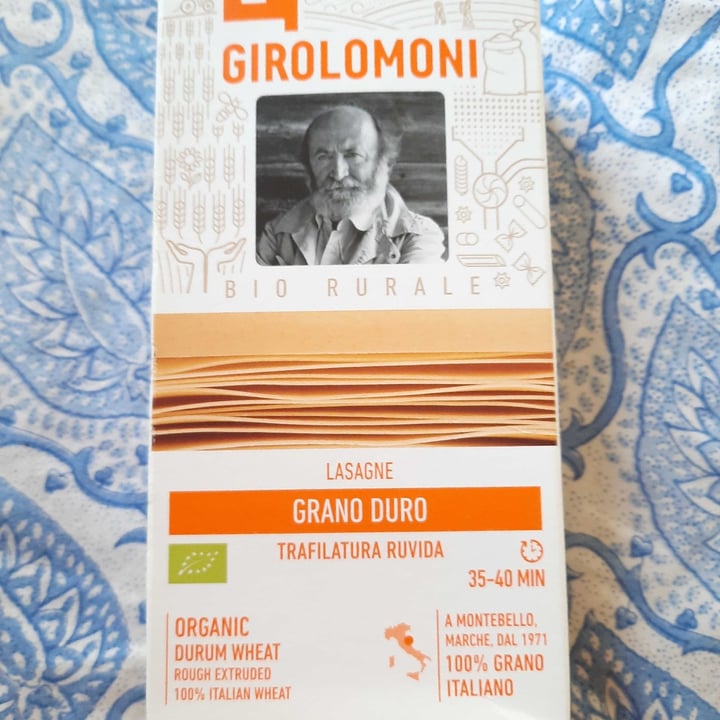 GIROLOMONI
BIO RURALE
LASAGNE
GRANO DURO
TRAFILATURA RUVIDA
35-40 MIN
ORGANIC
DURUM WHEAT
ROUGH EXTRUDED
100% ITALIAN WHEAT
A MONTEBELLO,
MARCHE, DAL 1971
100% GRANO
ITALIANO